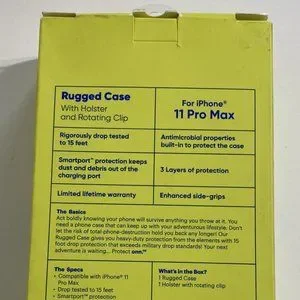 Rugged Case
With Holster
and Rotating Clip
For iPhone®
11 Pro Max
Rigorously drop tested
to 15 feet
Antimicrobial properties
built-in to protect the case
Smartport™ protection keeps
dust and debris out of the
charging port
3 Layers of protection
Limited lifetime warranty
Enhanced side-grips
The Basics
Act boldly knowing your phone will survive anything you throw at it. You
need a phone case that can keep up with your adventurous lifestyle. Don't
let the risk of total phone-destruction hold you back any longer! Our
Rugged Case gives you heavy-duty protection from the elements with 15
foot drop protection that exceeds military drop standards! Your next
adventure is waiting... Protect onn.™
The Specs
• Compatible with iPhone® 11
Pro Max
• Drop tested to 15 feet
• Smartport™ protection
What's in the Box?
1 Rugged Case
1 Holster with rotating clip